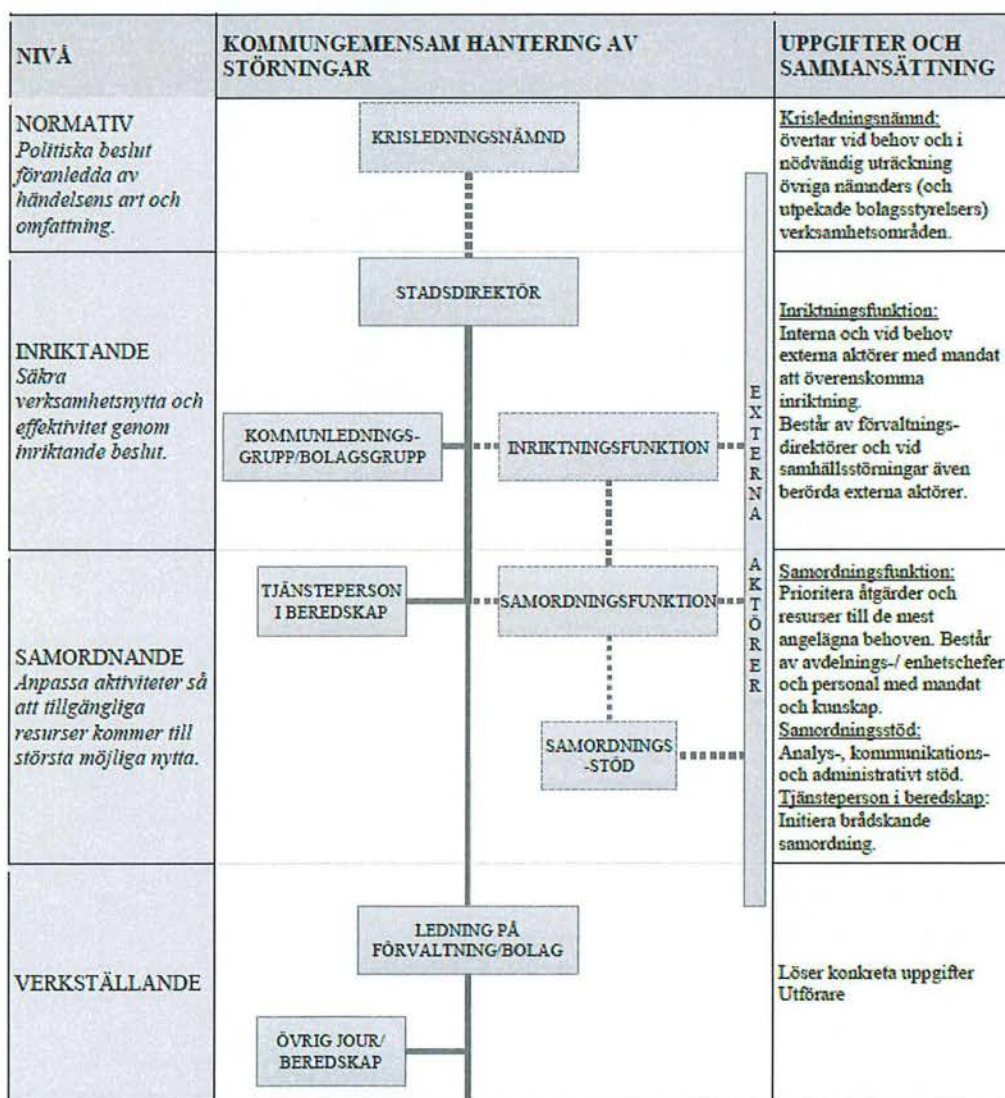 NIVÅ
KOMMUNGEMENSAM HANTERING AV
STÖRNINGAR
UPPGIFTER OCH
SAMMANSÄTTNING
NORMATIV
Politiska beslut
föranledda av
händelsens art och
omfattning.
KRISLEDNINGSNÄMND
Krisledningsnämnd:
övertar vid behov och i
nödvändig uträckning
övriga nämnders (och
utpekade bolagsstyrelsers)
verksamhetsområden.
INRIKTANDE
Säkra
verksamhetsnytta och
effektivitet genom
inriktande beslut.
STADSDIREKTÖR
KOMMUNLEDNINGS-
GRUPP/BOLAGSGRUPP
INRIKTNINGSFUNKTION
EXTERNA AKTÖRER
Inriktningsfunktion:
Interna och vid behov
externa aktörer med mandat
att överenskomma
inriktning.
Består av förvaltnings-
direktörer och vid
samhällsstörningar även
berörda externa aktörer.
SAMORDNANDE
Anpassa aktiviteter så
att tillgängliga
resurser kommer till
största möjliga nytta.
TJÄNSTEPERSON
I BEREDSKAP
SAMORDNINGSFUNKTION
SAMORDNINGS
-STÖD
Samordningsfunktion:
Prioritera åtgärder och
resurser till de mest
angelägna behoven. Består
av avdelnings-/ enhetschefer
och personal med mandat
och kunskap.
Samordningsstöd:
Analys-, kommunikations-
och administrativt stöd.
Tjänsteperson i beredskap:
Initiera brådskande
samordning.
VERKSTÄLLANDE
LEDNING PÅ
FÖRVALTNING/BOLAG
ÖVRIG JOUR/
BEREDSKAP
Löser konkreta uppgifter
Utförare